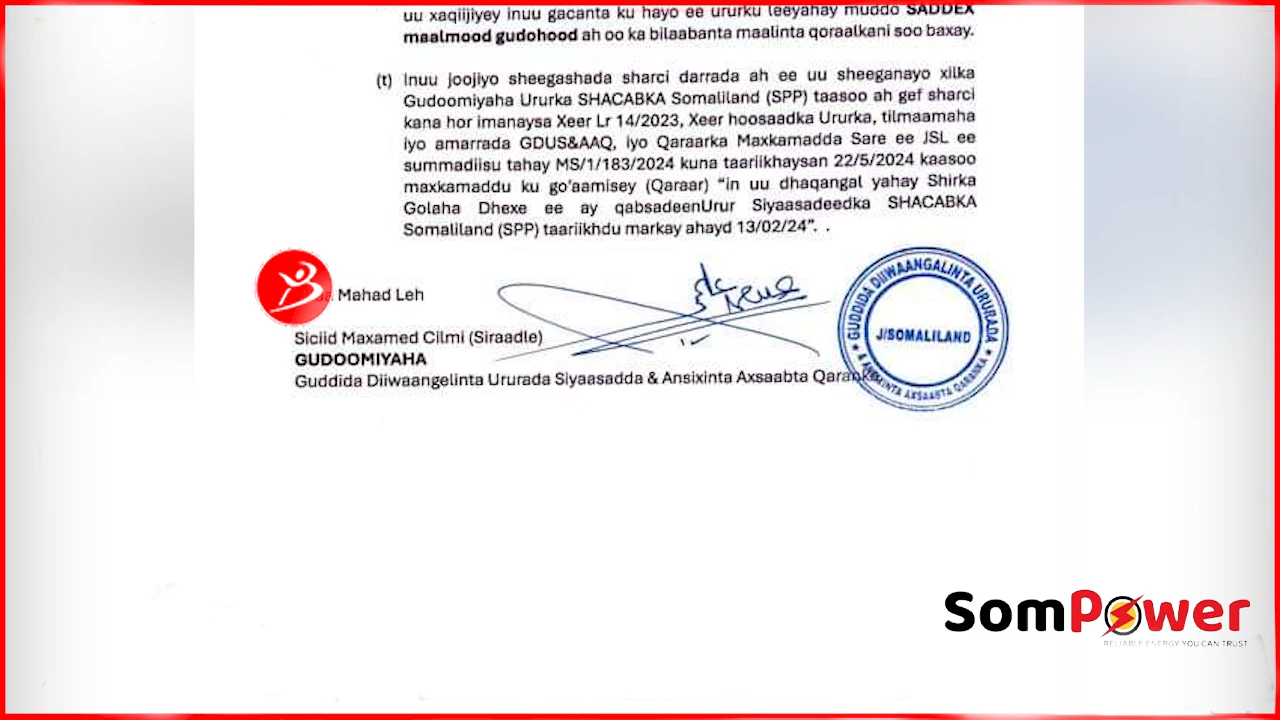 uu xaqiijiyey inuu gacanta ku hayo ee ururku leeyahay muddo SADDEX
maalmood gudohood ah oo ka bilaabanta maalinta qoraalkani soo baxay.
(t) Inuu joojiyo sheegashada sharci darrada ah ee uu sheeganayo xilka
Gudoomiyaha Ururka SHACABKA Somaliland (SPP) taasoo ah gef sharci
kana hor imanaysa Xeer Lr 14/2023, Xeer hoosaadka Ururka, tilmaamaha
iyo amarrada GDUS&AAQ, iyo Qaraarka Maxkamadda Sare ee JSL ee
summadiisu tahay MS/1/183/2024 kuna taariikhaysan 22/5/2024 kaasoo
maxkamaddu ku go'aamisey (Qaraar) “in uu dhaqangal yahay Shirka
Golaha Dhexe ee ay qabsadeenUrur Siyaasadeedka SHACABKA
Somaliland (SPP) taariikhdu markay ahayd 13/02/24”. .
Mahad Leh
Siciid Maxamed Cilmi (Siraadle)
GUDOOMIYAHA
Guddida Diiwaangelinta Ururada Siyaasadda & Ansixinta Axsaabta Qaranka
GUDDIDA DIIWAANGALINTA URURADA
J/SOMALILAND
& ANSIXINTA AXSAABTA QARANKA
SomPower
RELIABLE ENERGY YOU CAN TRUST